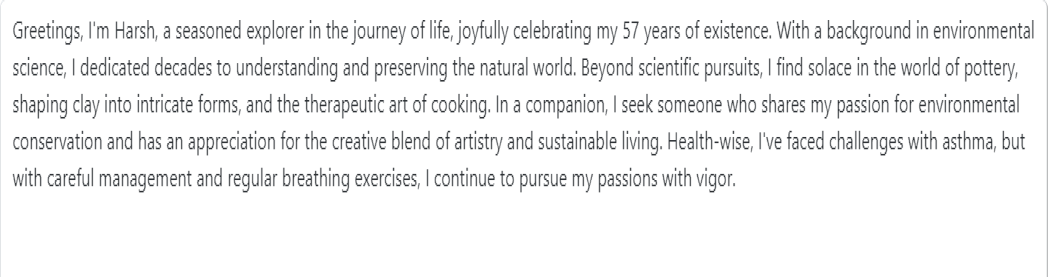 Greetings, I'm Harsh, a seasoned explorer in the journey of life, joyfully celebrating my 57 years of existence. With a background in environmental
science, I dedicated decades to understanding and preserving the natural world. Beyond scientific pursuits, I find solace in the world of pottery,
shaping clay into intricate forms, and the therapeutic art of cooking. In a companion, I seek someone who shares my passion for environmental
conservation and has an appreciation for the creative blend of artistry and sustainable living. Health-wise, I've faced challenges with asthma, but
with careful management and regular breathing exercises, I continue to pursue my passions with vigor.